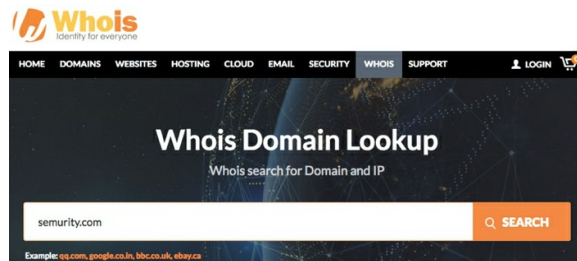 Whois
Identity for everyone
HOME DOMAINS WEBSITES HOSTING CLOUD EMAIL SECURITY WHOIS SUPPORT LOGIN
Whois Domain Lookup
Whois search for Domain and IP
semurity.com SEARCH
Example: qq.com, google.co.in, bbc.co.uk, ebay.ca